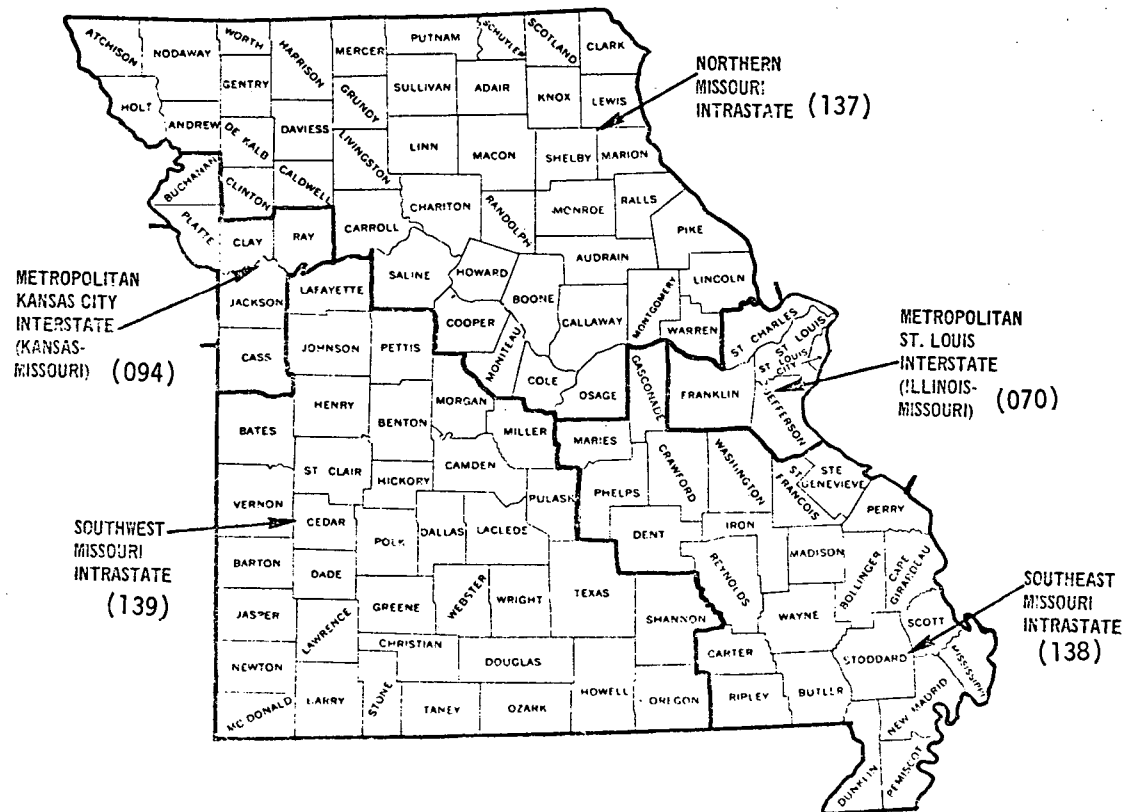 ATCHISON
NODAWAY
WORTH
HARRISON
MERCER
PUTNAM
SCHUYLER
SCOTLAND
CLARK
HOLT
GENTRY
GRUNDY
SULLIVAN
ADAIR
KNOX
LEWIS
NORTHERN
MISSOURI
INTRASTATE (137)
ANDREW
DE KALB
DAVIESS
LIVINGSTON
LINN
MACON
SHELBY
MARION
BUCHANAN
CLINTON
CALDWELL
CHARITON
RANDOLPH
MONROE
RALLS
PIKE
PLATTE
CLAY
RAY
CARROLL
AUDRAIN
SALINE
HOWARD
BOONE
CALLAWAY
MONTGOMERY
LINCOLN
METROPOLITAN
KANSAS CITY
INTERSTATE
(KANSAS-
MISSOURI) (094)
JACKSON
LAFAYETTE
COOPER
WARREN
ST CHARLES
ST LOUIS
ST LOUIS
CITY
METROPOLITAN
ST. LOUIS
INTERSTATE
(ILLINOIS-
MISSOURI) (070)
CASS
JOHNSON
PETTIS
MONITEAU
COLE
OSAGE
GASCONADE
FRANKLIN
JEFFERSON
BATES
HENRY
BENTON
MORGAN
MILLER
MARIES
ST CLAIR
HICKORY
CAMDEN
PULASK
PHELPS
CRAWFORD
WASHINGTON
ST
FRANCOIS
STE
GENEVIEVE
PERRY
VERNON
CEDAR
POLK
DALLAS
LACLEDE
DENT
IRON
MADISON
BOLLINGER
CAPE
GIRARDEAU
SOUTHWEST
MISSOURI
INTRASTATE
(139)
BARTON
DADE
GREENE
WEBSTER
WRIGHT
TEXAS
REYNOLDS
WAYNE
SCOTT
SOUTHEAST
MISSOURI
INTRASTATE
(138)
JASPER
LAWRENCE
CHRISTIAN
DOUGLAS
SHANNON
CARTER
STODDARD
MISSISSIPPI
NEWTON
STONE
TANEY
OZARK
HOWELL
OREGON
RIPLEY
BUTLER
NEW MADRID
MC DONALD
DUNKLIN
PEMISCOT